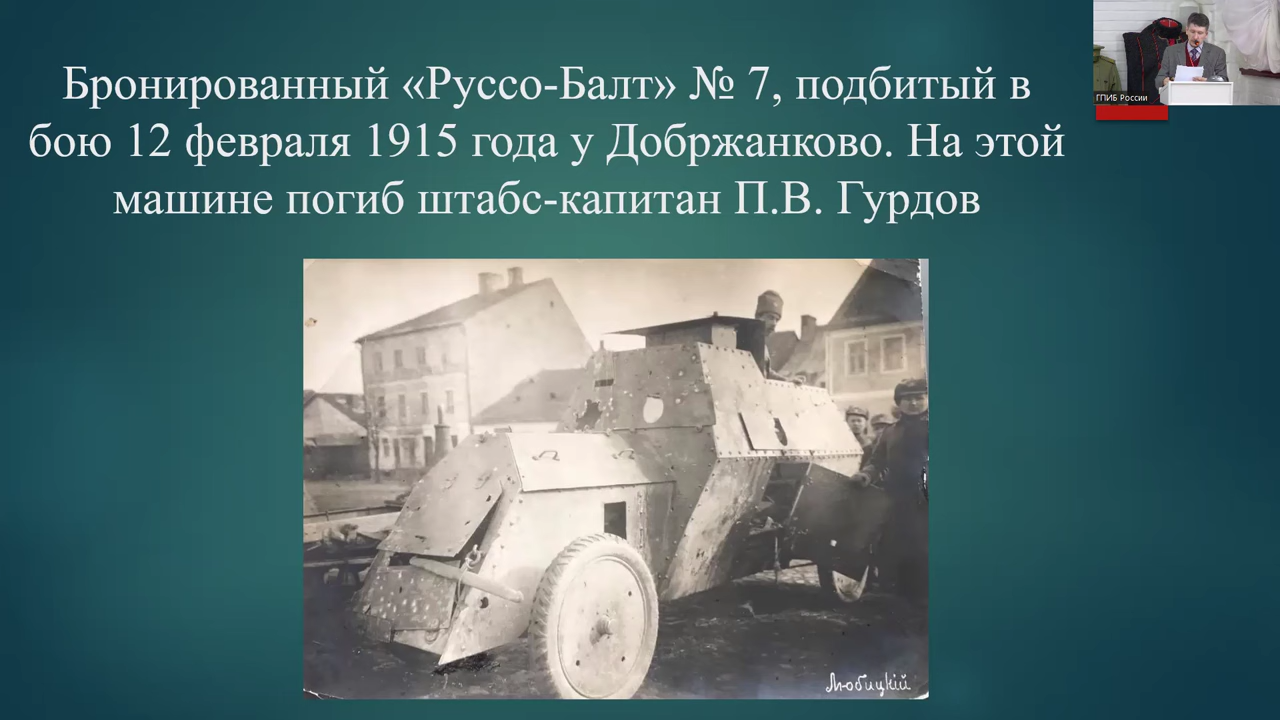 Бронированный «Руссо-Балт» № 7, подбитый в
бою 12 февраля 1915 года у Добржанково. На этой
машине погиб штабс-капитан П.В. Гурдов
ГПИБ России
Любицкій